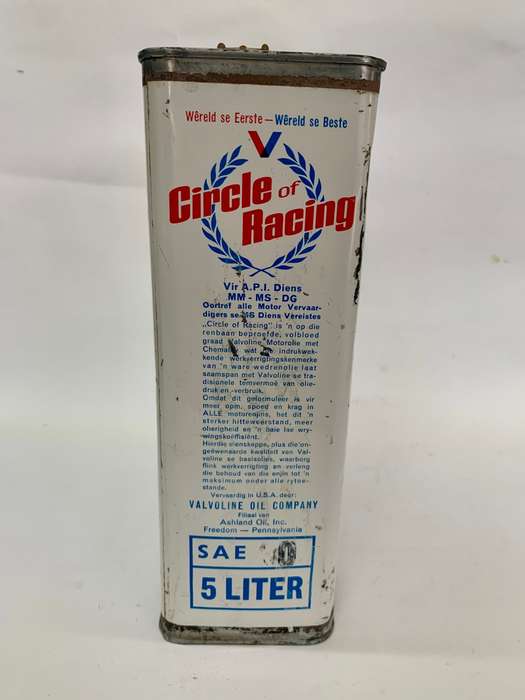 Wêreld se Eerste — Wêreld se Beste
V
Circle of
Racing
Vir A.P.I. Diens
MM - MS - DG
Oortref alle Motor Vervaar-
digers se MS Diens Vereistes
„Circle of Racing" is 'n op die
renbaan beproefde, volbloed
graad Valvoline Motorolie met
wat 'n indrukwek-
kende werkverrigtingskenmerke
van 'n ware wedrenolie laat
saamspan met Valvoline se tra-
disionele temvermoë van olie-
druk en -verbruik.
Omdat dit geformuleer is vir
meer opm, spoed en krag in
ALLE motorenjins, het dit 'n
sterker hitteweerstand, meer
olierigheid en 'n baie lae wry-
wingskoëffisiënt.
Hierdie eienskappe, plus die on-
geëwenaarde kwaliteit van Val-
voline se basisolies, waarborg
flink werkverrigting en verleng
die behoud van die enjin tot 'n
maksimum onder alle rytoe-
stande.
Vervaardig in U.S.A. deur:
VALVOLINE OIL COMPANY
Filiaal van
Ashland Oil, Inc.
Freedom — Pennsylvania
SAE
5 LITER